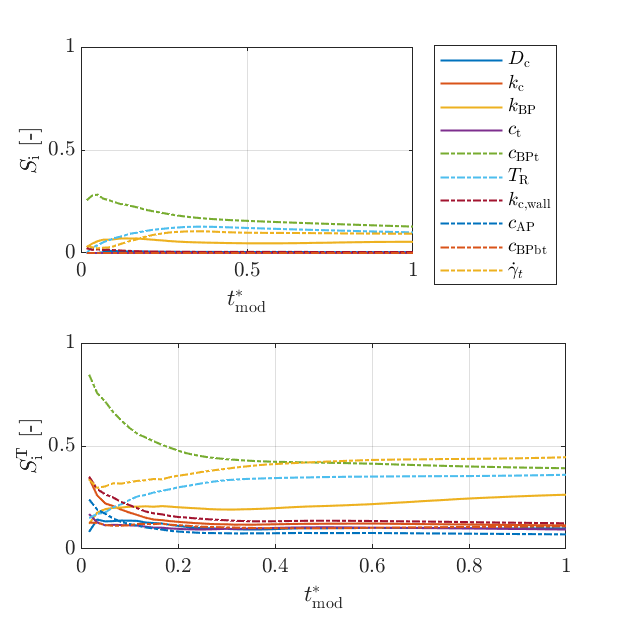 1
0.5
0
S_i [-]
0 0.5 1
t*_mod
D_c
k_c
k_BP
c_t
c_BPt
T_R
k_c,wall
c_AP
c_BPbt
γ̇_t
1
0.5
0
S_i^T [-]
0 0.2 0.4 0.6 0.8 1
t*_mod